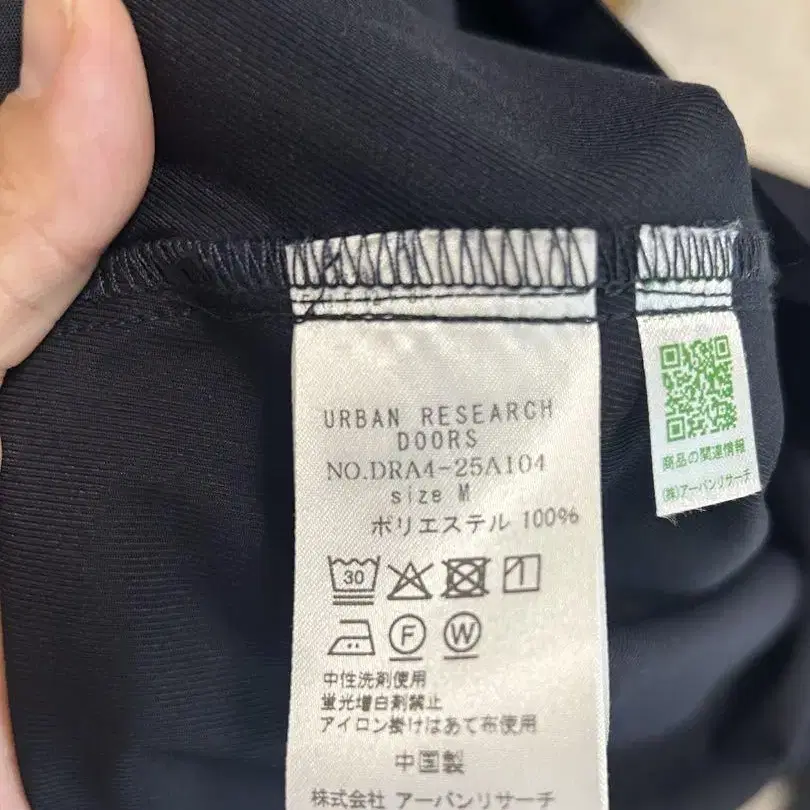 URBAN RESEARCH
DOORS
NO.DRA4-25A104
size M
ポリエステル 100%
30
F W
中性洗剤使用
蛍光増白剤禁止
アイロン掛けはあて布使用
中国製
株式会社 アーバンリサーチ
商品の関連情報
(株)アーバンリサーチ